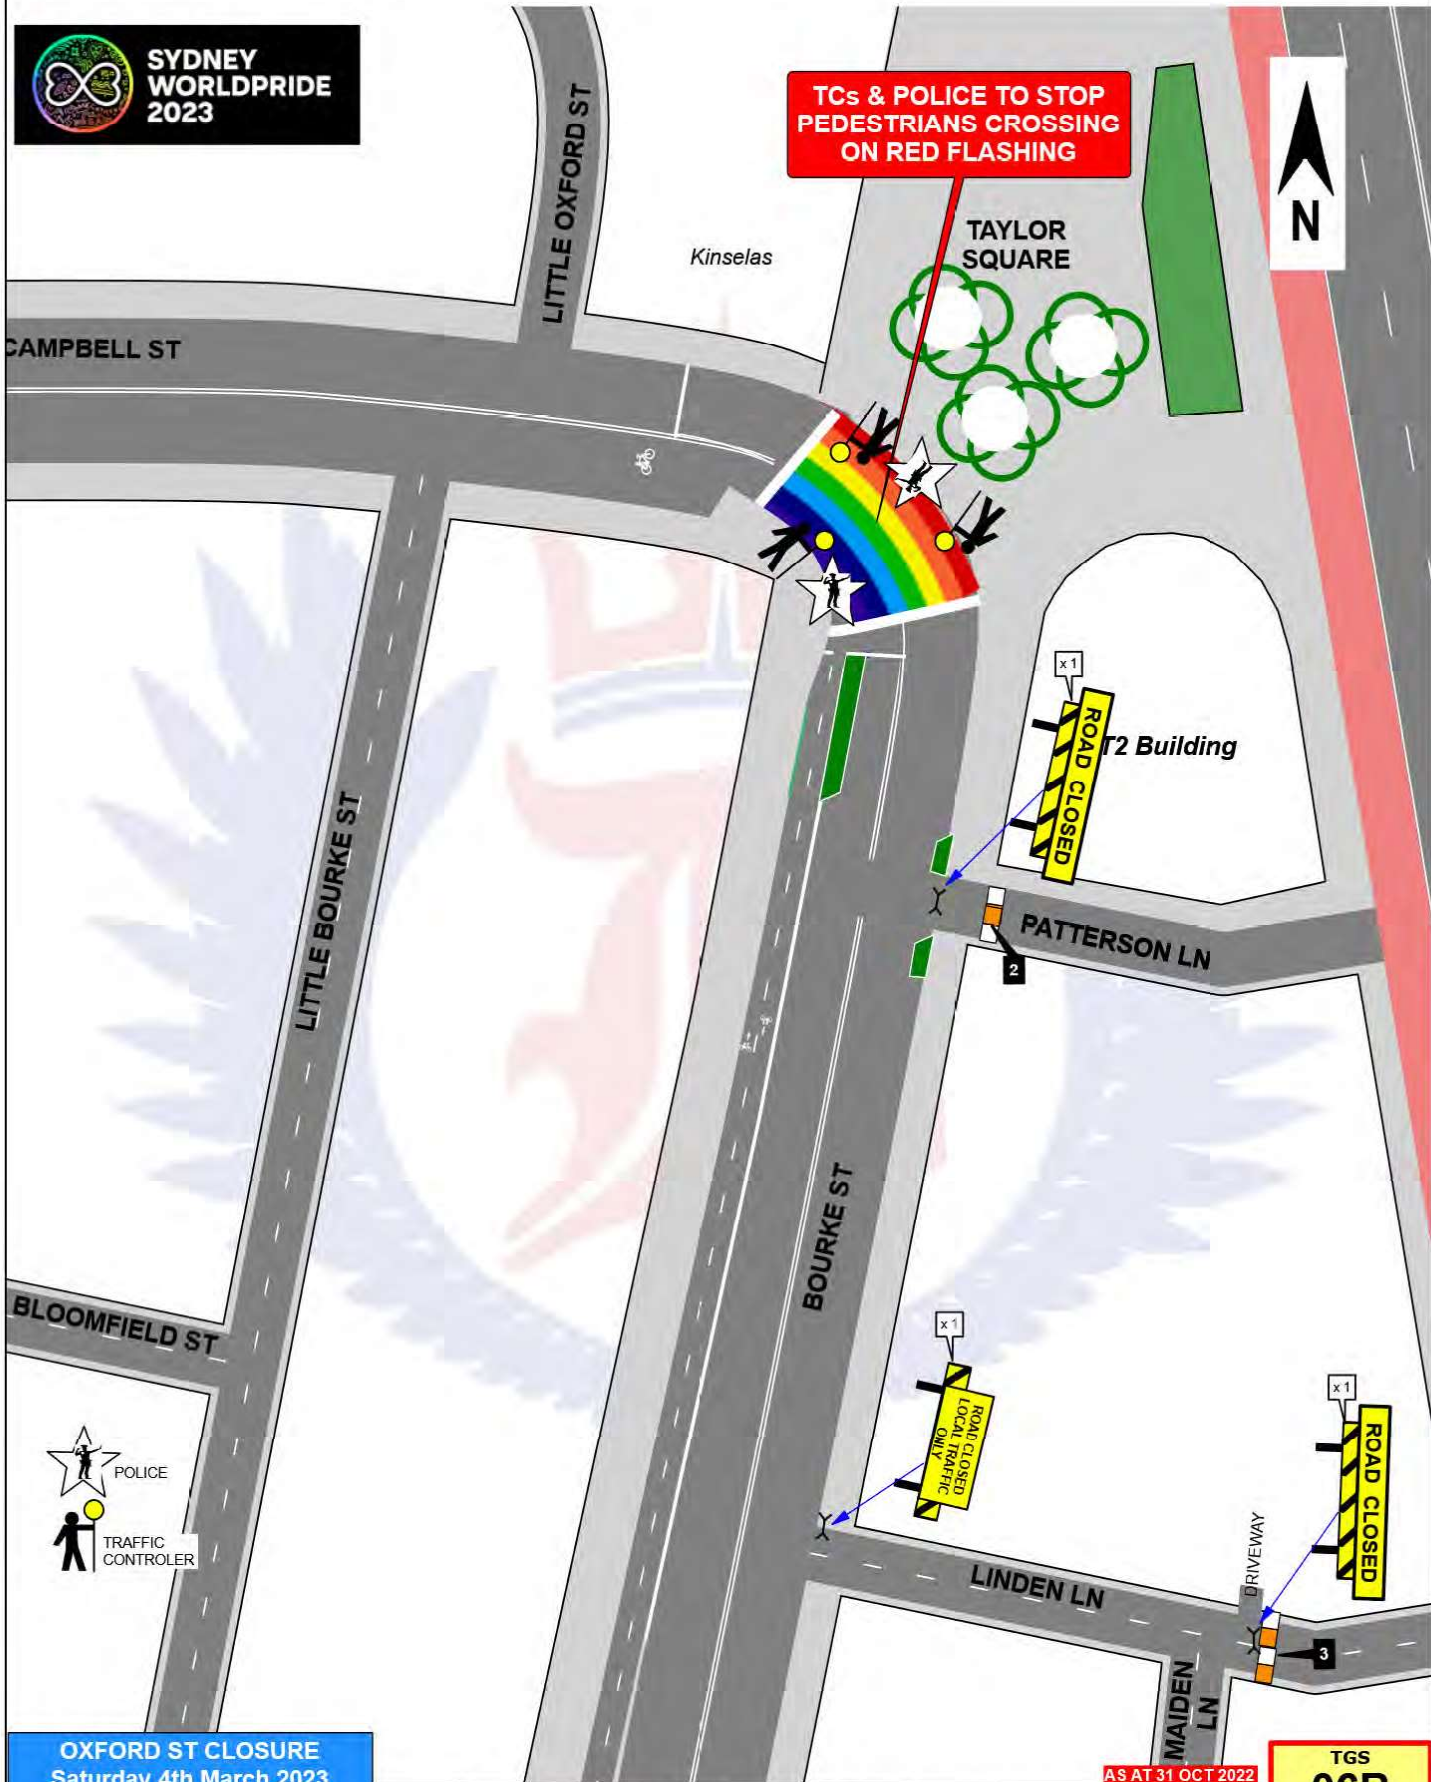 SYDNEY
WORLDPRIDE
2023
TCs & POLICE TO STOP
PEDESTRIANS CROSSING
ON RED FLASHING
N
LITTLE OXFORD ST
Kinselas
TAYLOR
SQUARE
CAMPBELL ST
x 1
ROAD CLOSED
T2 Building
PATTERSON LN
2
LITTLE BOURKE ST
BOURKE ST
BLOOMFIELD ST
x 1
ROAD CLOSED
LOCAL TRAFFIC
ONLY
x 1
ROAD CLOSED
POLICE
TRAFFIC
CONTROLER
DRIVEWAY
LINDEN LN
3
MAIDEN
LN
OXFORD ST CLOSURE
Saturday 4th March 2023
AS AT 31 OCT 2022
TGS